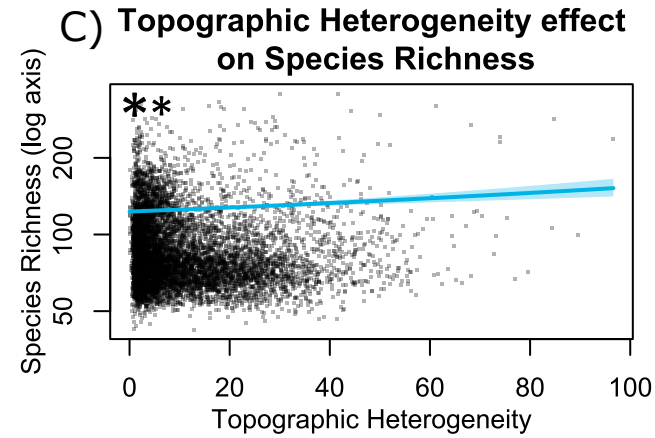 C) Topographic Heterogeneity effect
on Species Richness
Species Richness (log axis)
200
100
50
**
0 20 40 60 80 100
Topographic Heterogeneity